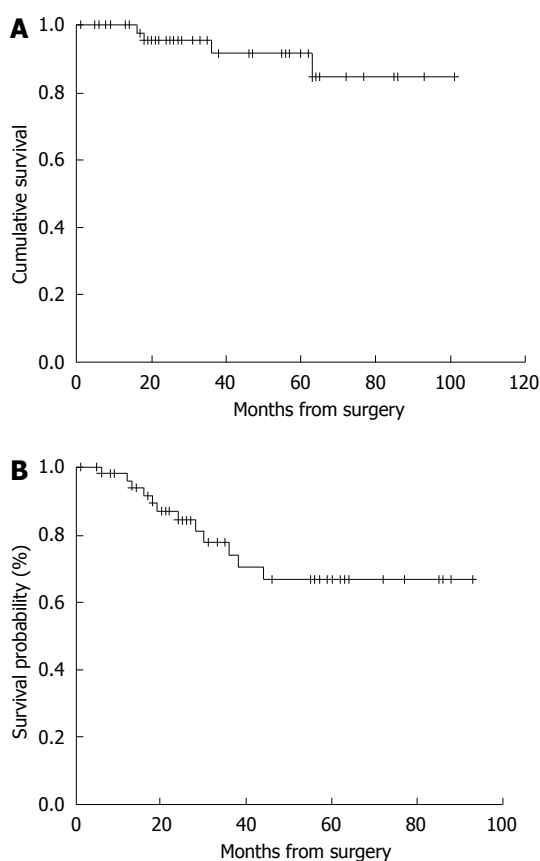 A
Cumulative survival
1.0
0.8
0.6
0.4
0.2
0.0
0 20 40 60 80 100 120
Months from surgery
B
Survival probability (%)
1.0
0.8
0.6
0.4
0.2
0.0
0 20 40 60 80 100
Months from surgery